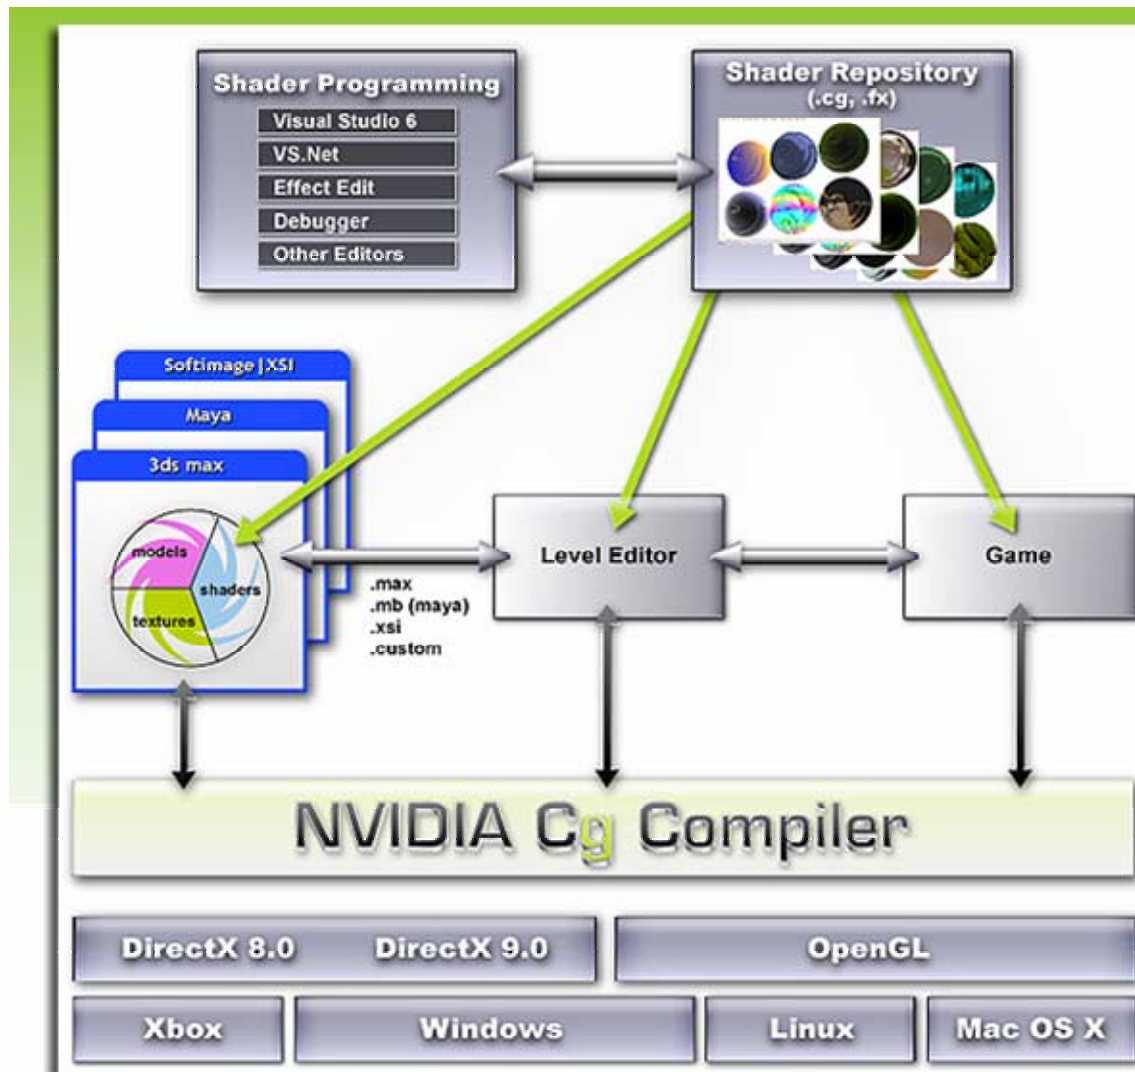 Shader Programming
Visual Studio 6
VS.Net
Effect Edit
Debugger
Other Editors
Shader Repository
(.cg, .fx)
Softimage|XSI
Maya
3ds max
models
shaders
textures
.max
.mb (maya)
.xsi
.custom
Level Editor
Game
NVIDIA Cg Compiler
DirectX 8.0 DirectX 9.0
OpenGL
Xbox
Windows
Linux
Mac OS X